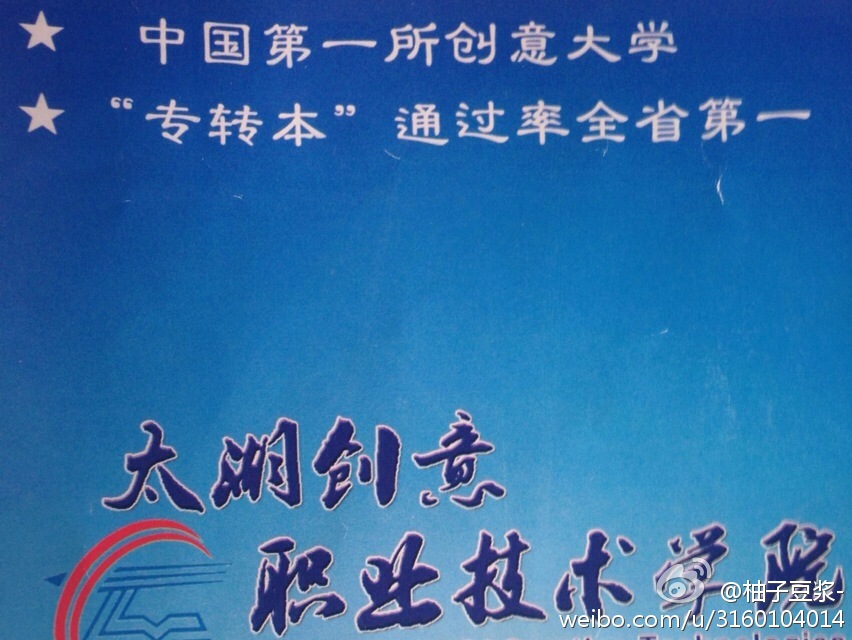 ★ 中国第一所创意大学
★ “专转本” 通过率全省第一
太湖创意
职业技术学院
@柚子豆浆-
weibo.com/u/3160104014